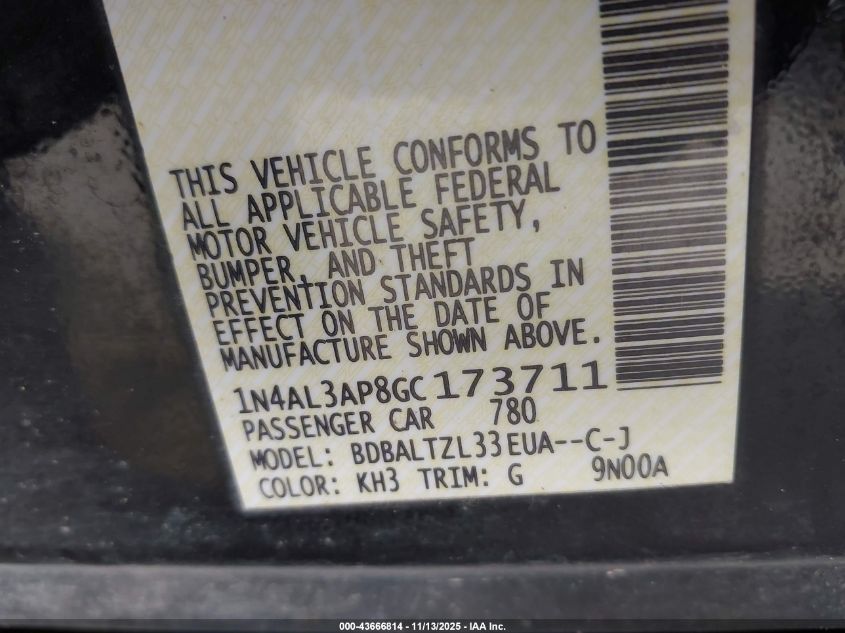 THIS VEHICLE CONFORMS TO
ALL APPLICABLE FEDERAL
MOTOR VEHICLE SAFETY,
BUMPER, AND THEFT
PREVENTION STANDARDS IN
EFFECT ON THE DATE OF
MANUFACTURE SHOWN ABOVE.
1N4AL3AP8GC173711
PASSENGER CAR 780
MODEL: BDBALTZL33EUA--C-J
COLOR: KH3 TRIM: G 9N00A
000-43666814 - 11/13/2025 - IAA Inc.